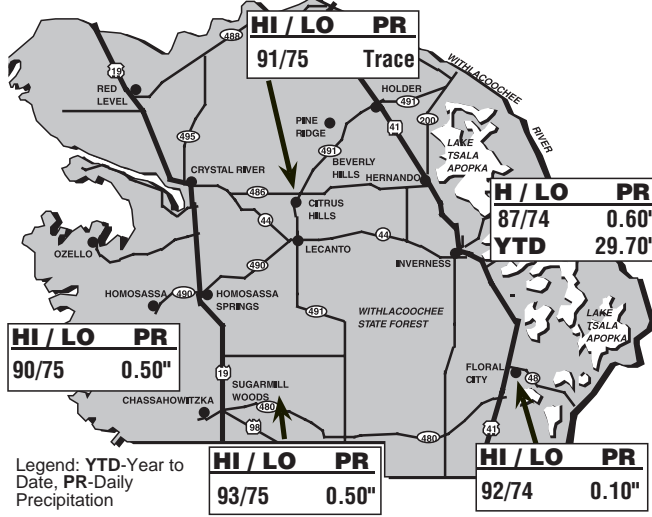 HI / LO PR
91/75 Trace
488
19
RED
LEVEL
HOLDER
WITHLACOOCHEE
RIVER
491
PINE
RIDGE
41
200
495
491
LAKE
TSALA
APOPKA
BEVERLY
HILLS
CRYSTAL RIVER
HERNANDO
486
CITRUS
HILLS
H / LO PR
87/74 0.60"
YTD 29.70"
44
44
OZELLO
LECANTO
INVERNESS
490
HOMOSASSA
490
HOMOSASSA
SPRINGS
491
WITHLACOOCHEE
STATE FOREST
LAKE
TSALA
APOPKA
HI / LO PR
90/75 0.50"
19
SUGARMILL
WOODS
FLORAL
CITY
48
CHASSAHOWITZKA
480
98
41
480
Legend: YTD-Year to
Date, PR-Daily
Precipitation
HI / LO PR
93/75 0.50"
HI / LO PR
92/74 0.10"